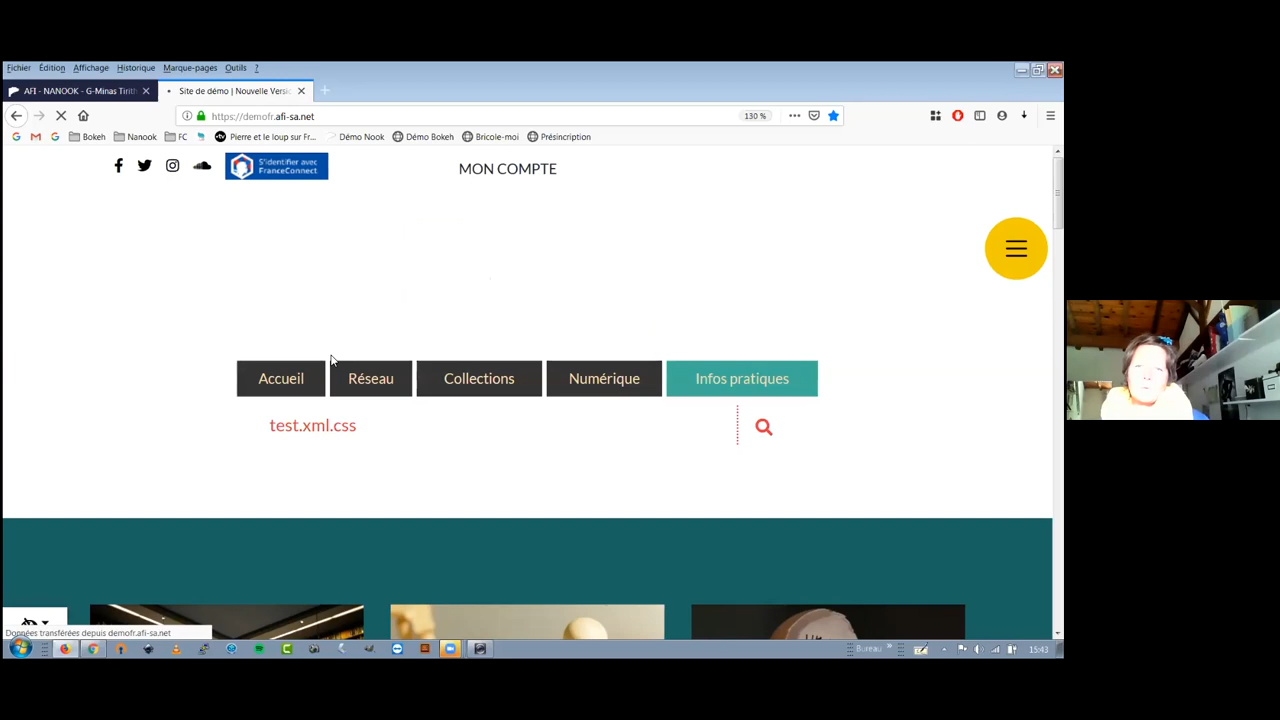 Fichier Édition Affichage Historique Marque-pages Outils ?
AFI - NANOOK - G-Minas Tirith
Site de démo | Nouvelle Versi
https://demofr.afi-sa.net
130 %
Bokeh Nanook FC Pierre et le loup sur Fr... Démo Nook Démo Bokeh Bricole-moi Présincription
S'identifier avec
FranceConnect
MON COMPTE
Accueil Réseau Collections Numérique Infos pratiques
test.xml.css
Données transférées depuis demofr.afi-sa.net
Bureau
15:43